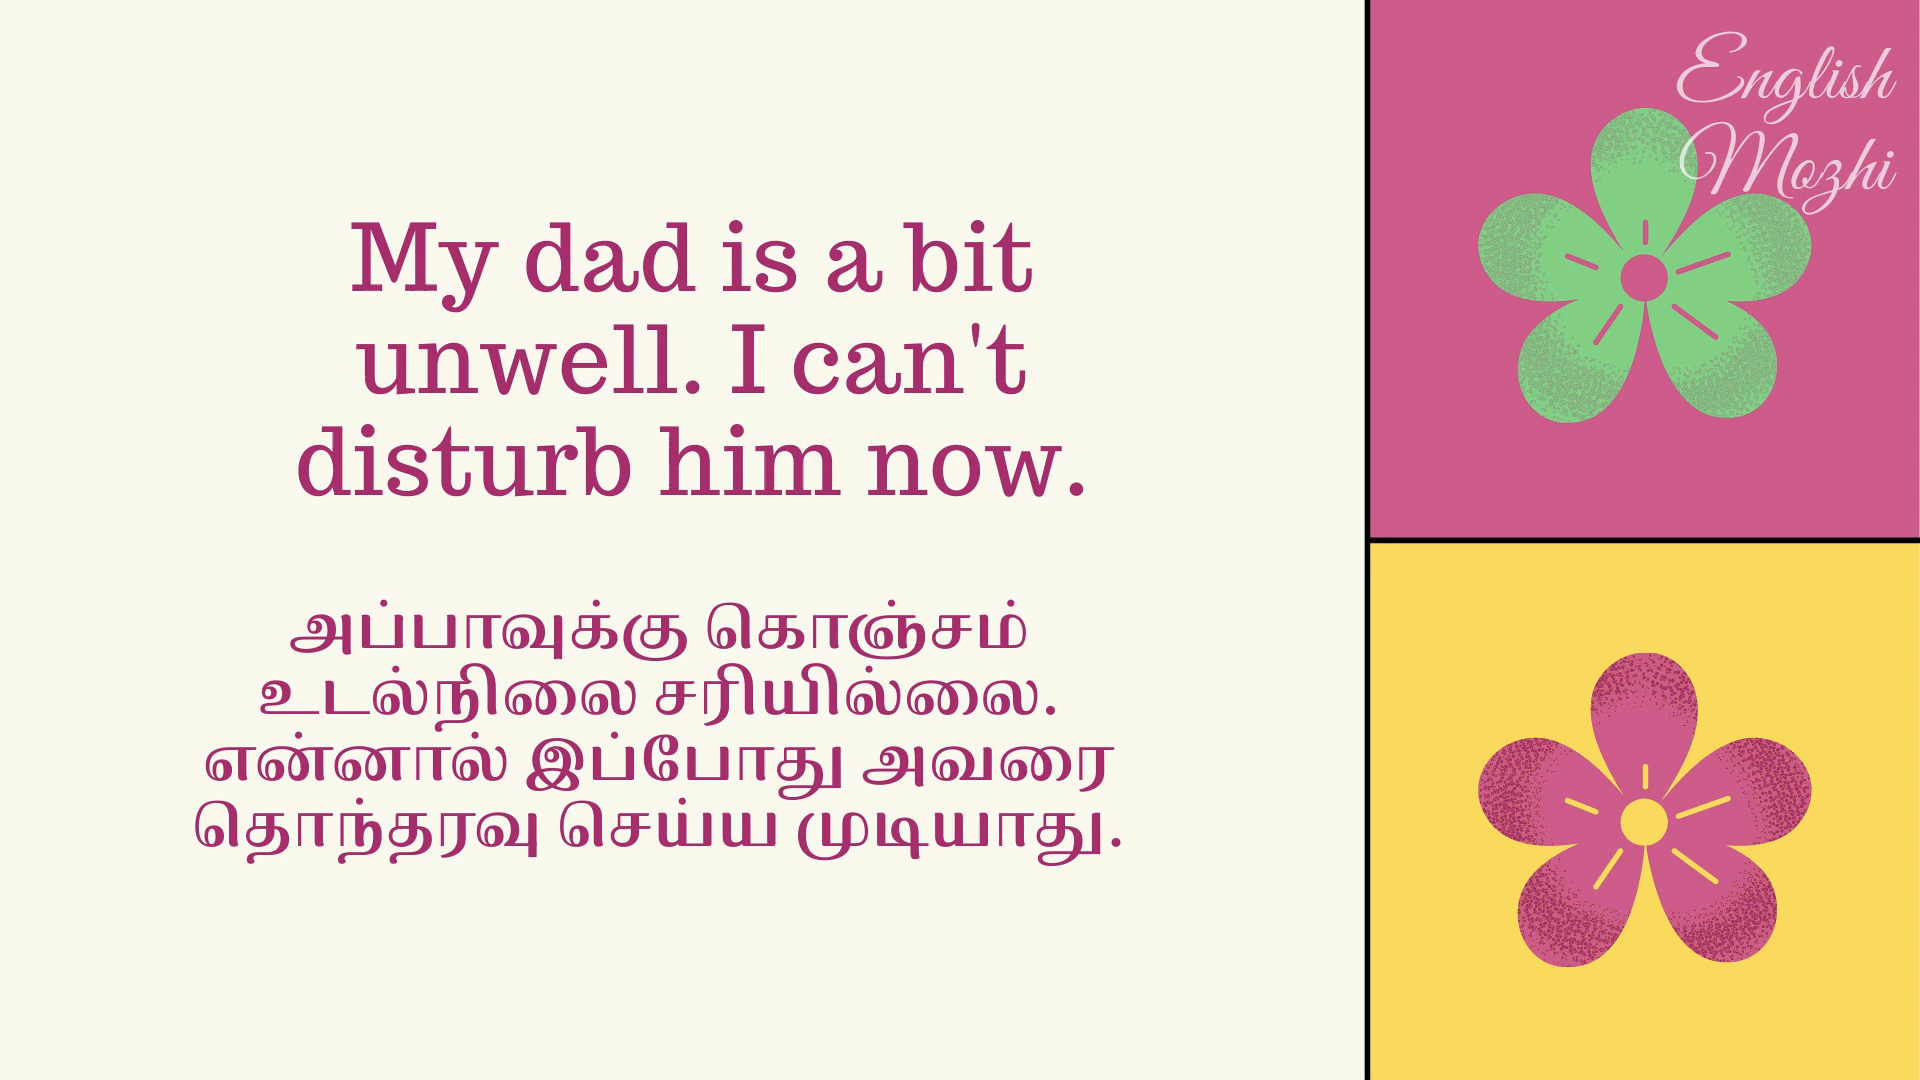 My dad is a bit
unwell. I can't
disturb him now.
அப்பாவுக்கு கொஞ்சம்
உடல்நிலை சரியில்லை.
என்னால் இப்போது அவரை
தொந்தரவு செய்ய முடியாது.
English
Mozhi